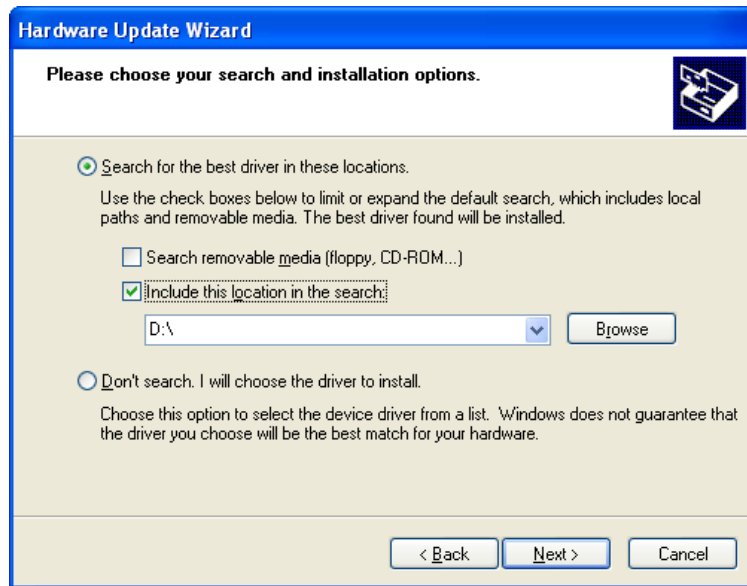 Hardware Update Wizard
Please choose your search and installation options.
Search for the best driver in these locations.
Use the check boxes below to limit or expand the default search, which includes local
paths and removable media. The best driver found will be installed.
Search removable media (floppy, CD-ROM...)
Include this location in the search:
D:\
Browse
Don't search. I will choose the driver to install.
Choose this option to select the device driver from a list. Windows does not guarantee that
the driver you choose will be the best match for your hardware.
< Back
Next >
Cancel